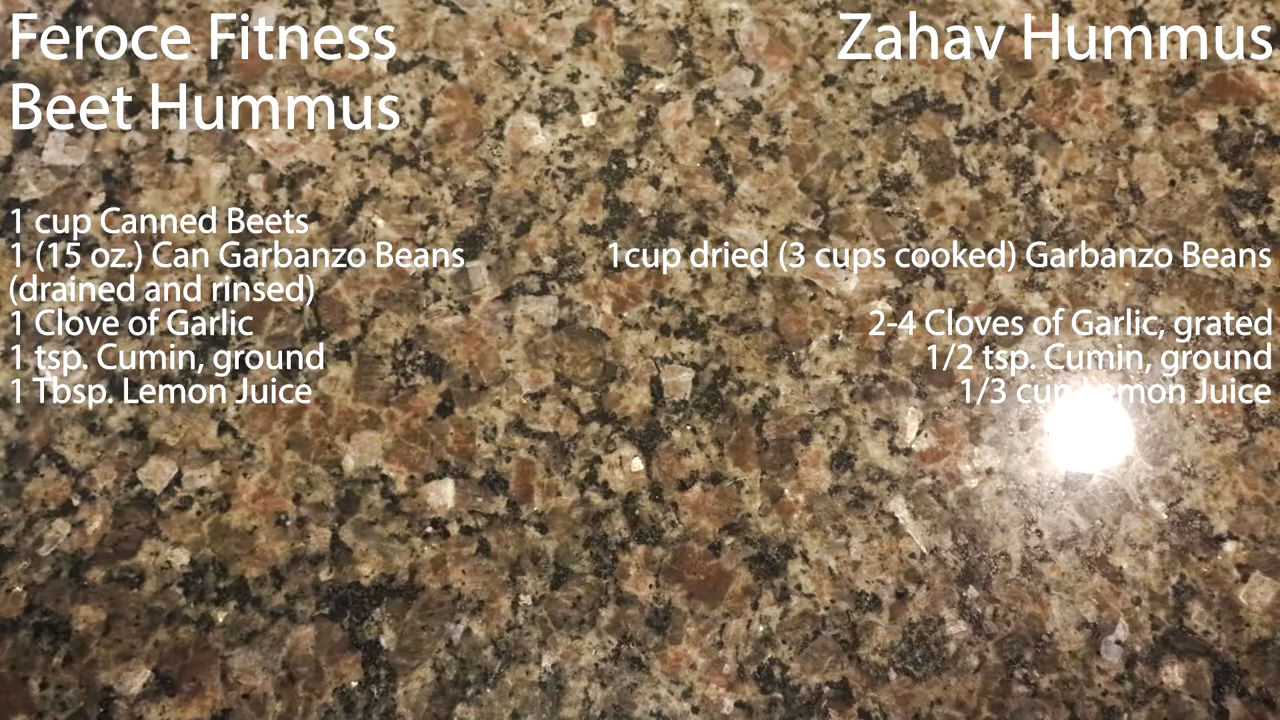 Feroce Fitness
Beet Hummus
1 cup Canned Beets
1 (15 oz.) Can Garbanzo Beans
(drained and rinsed)
1 Clove of Garlic
1 tsp. Cumin, ground
1 Tbsp. Lemon Juice
Zahav Hummus
1cup dried (3 cups cooked) Garbanzo Beans
2-4 Cloves of Garlic, grated
1/2 tsp. Cumin, ground
1/3 cup Lemon Juice